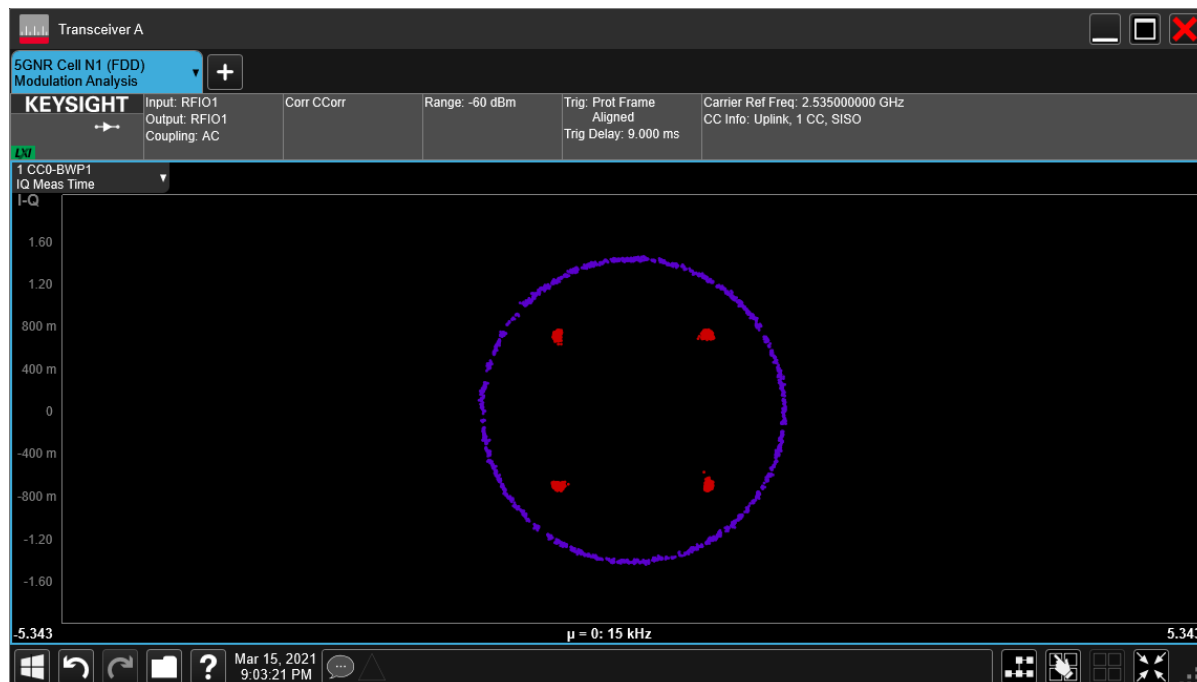 Transceiver A
5GNR Cell N1 (FDD)
Modulation Analysis
KEYSIGHT
LXI
Input: RFIO1
Output: RFIO1
Coupling: AC
Corr CCorr
Range: -60 dBm
Trig: Prot Frame
Aligned
Trig Delay: 9.000 ms
Carrier Ref Freq: 2.535000000 GHz
CC Info: Uplink, 1 CC, SISO
1 CC0-BWP1
IQ Meas Time
I-Q
1.60
1.20
800 m
400 m
0
-400 m
-800 m
-1.20
-1.60
-5.343
μ = 0: 15 kHz
5.343
?
Mar 15, 2021
9:03:21 PM